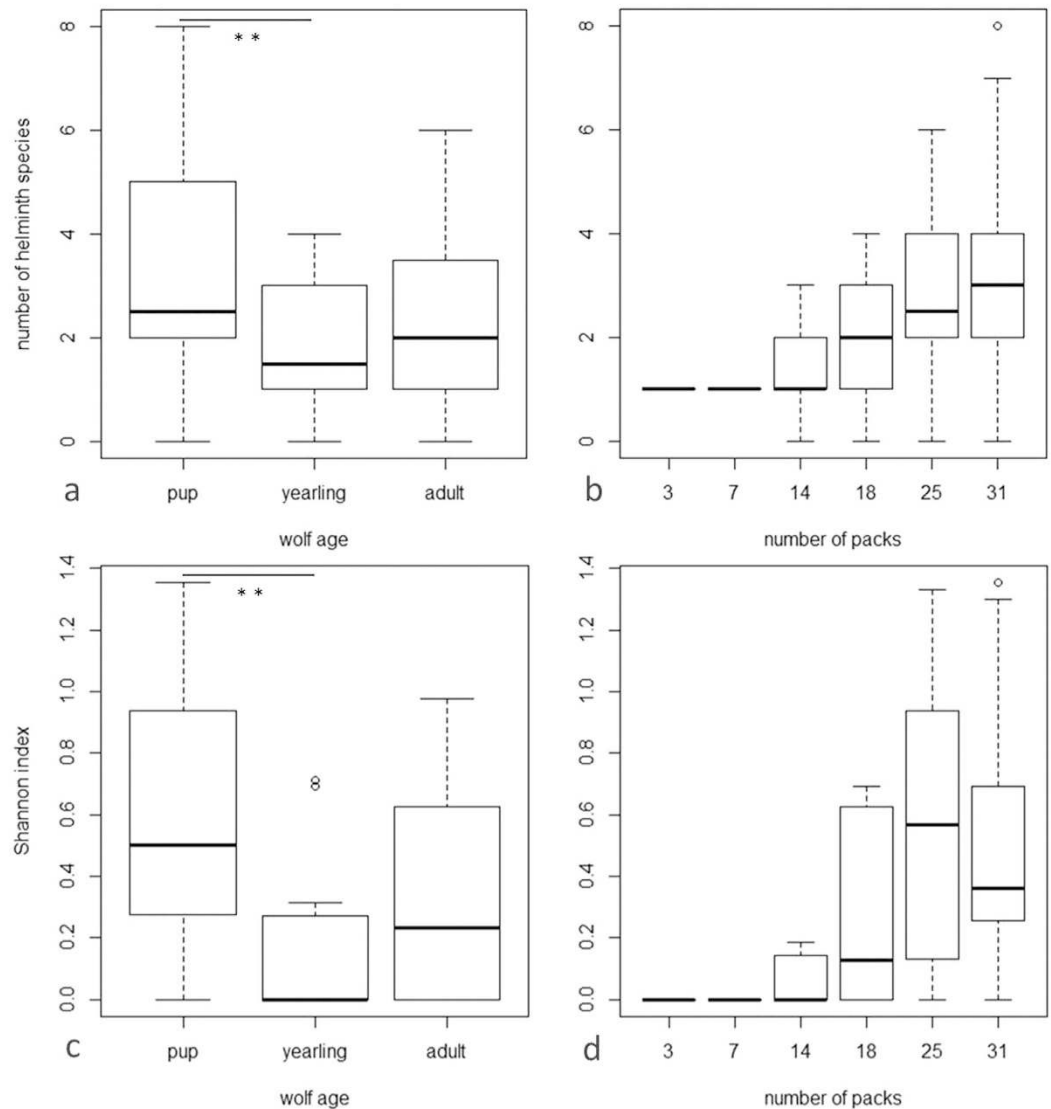 number of helminth species
8
6
4
2
0
* *
pup yearling adult
a
wolf age
8
6
4
2
0
3 7 14 18 25 31
b
number of packs
Shannon index
1.4
1.2
1.0
0.8
0.6
0.4
0.2
0.0
* *
pup yearling adult
c
wolf age
1.4
1.2
1.0
0.8
0.6
0.4
0.2
0.0
3 7 14 18 25 31
d
number of packs